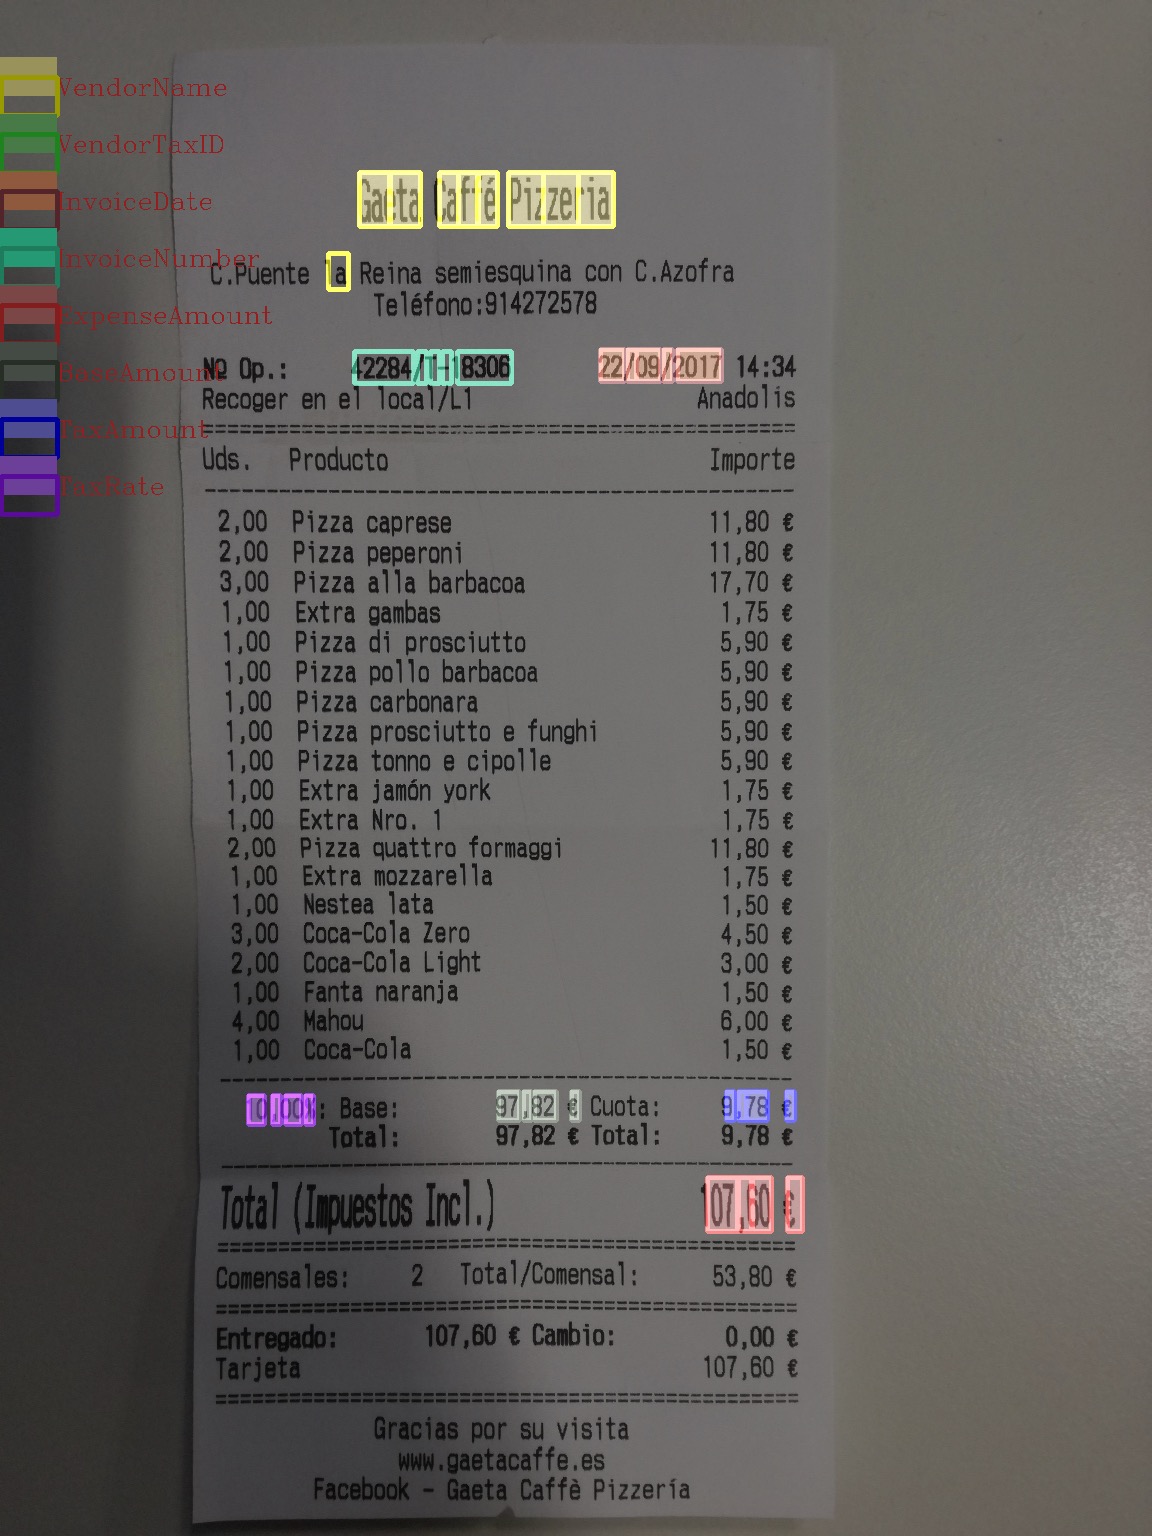 VendorName
VendorTaxID
InvoiceDate
InvoiceNumber
ExpenseAmount
BaseAmount
TaxAmount
TaxRate
Gaeta Caffé Pizzeria
C.Puente la Reina semiesquina con C.Azofra
Teléfono:914272578
Nº Op.: 42284/T-18306 22/09/2017 14:34
Recoger en el local/L1 Anadolis
Uds. Producto Importe
2,00 Pizza caprese 11,80 €
2,00 Pizza peperoni 11,80 €
3,00 Pizza alla barbacoa 17,70 €
1,00 Extra gambas 1,75 €
1,00 Pizza di prosciutto 5,90 €
1,00 Pizza pollo barbacoa 5,90 €
1,00 Pizza carbonara 5,90 €
1,00 Pizza prosciutto e funghi 5,90 €
1,00 Pizza tonno e cipolle 5,90 €
1,00 Extra jamón york 1,75 €
1,00 Extra Nro. 1 1,75 €
2,00 Pizza quattro formaggi 11,80 €
1,00 Extra mozzarella 1,75 €
1,00 Nestea lata 1,50 €
3,00 Coca-Cola Zero 4,50 €
2,00 Coca-Cola Light 3,00 €
1,00 Fanta naranja 1,50 €
4,00 Mahou 6,00 €
1,00 Coca-Cola 1,50 €
10,00%: Base: 97,82 € Cuota: 9,78 €
Total: 97,82 € Total: 9,78 €
Total (Impuestos Incl.) 107,60 €
Comensales: 2 Total/Comensal: 53,80 €
Entregado: 107,60 € Cambio: 0,00 €
Tarjeta 107,60 €
Gracias por su visita
www.gaetacaffe.es
Facebook - Gaeta Caffè Pizzería